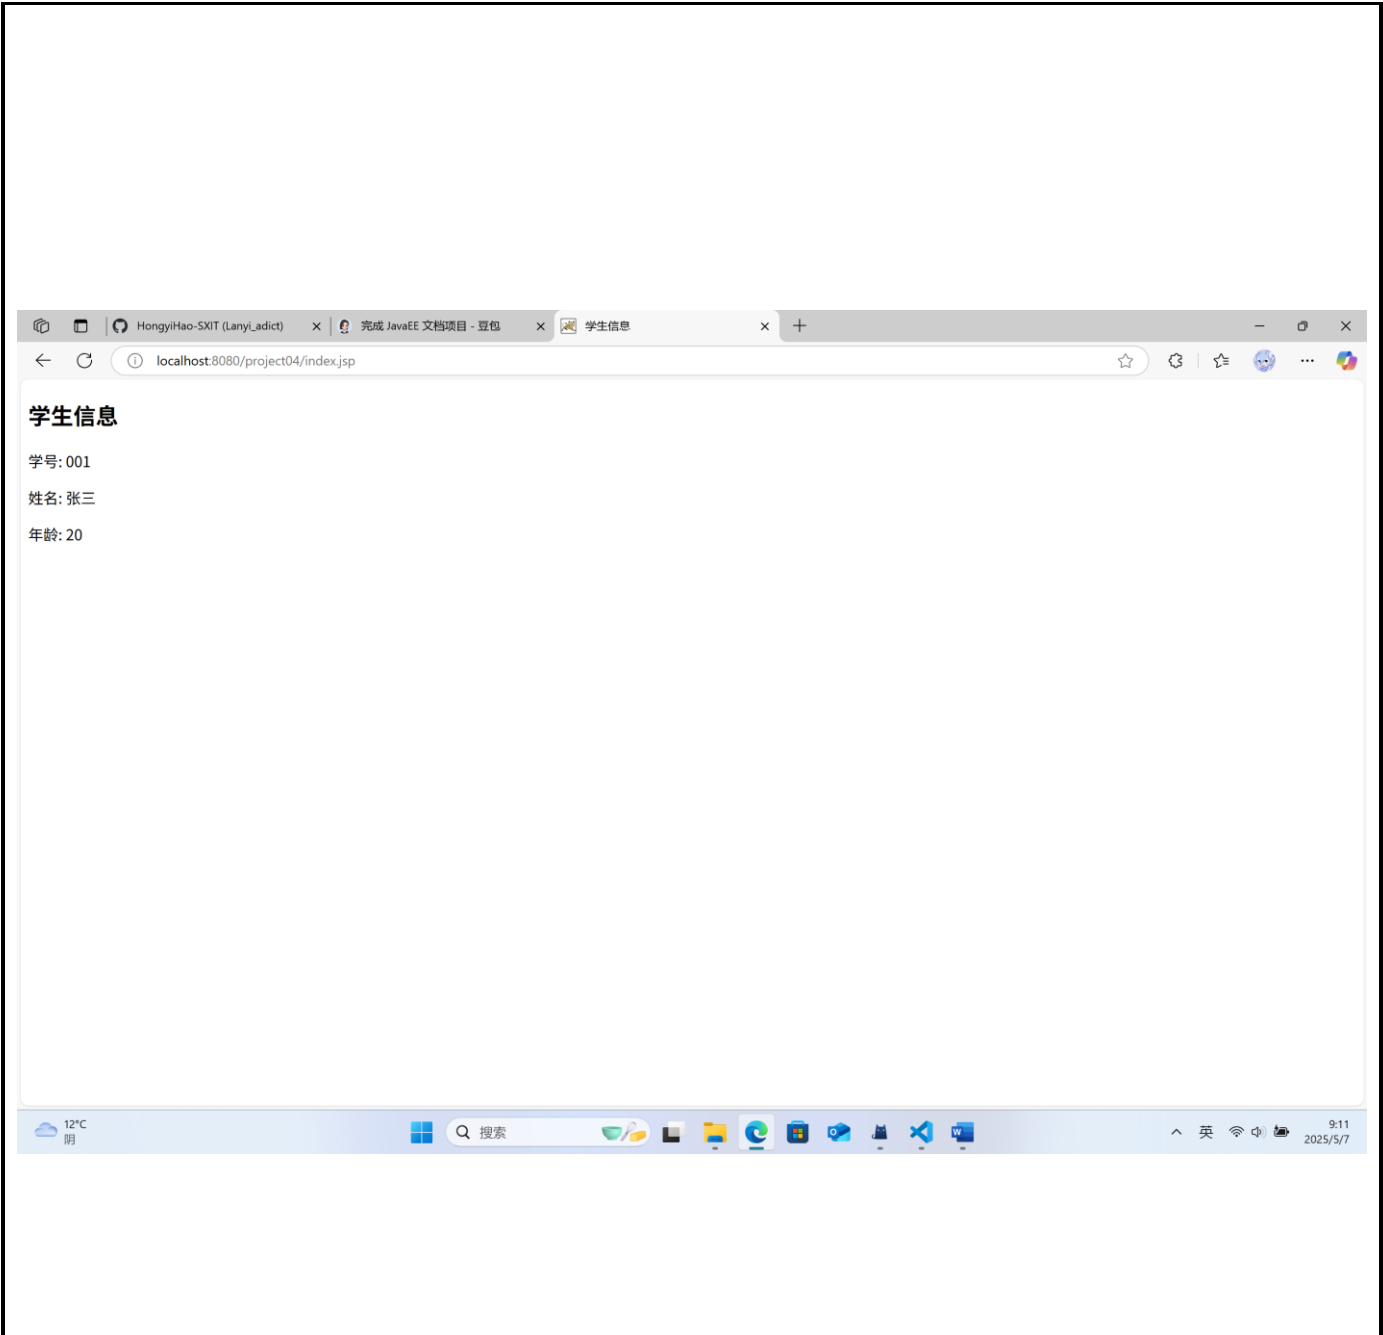 HongyiHao-SXIT (Lanyi_adict)
完成 JavaEE 文档项目 - 豆包
学生信息
localhost:8080/project04/index.jsp
学生信息
学号: 001
姓名: 张三
年龄: 20
12°C
阴
搜索
英
9:11
2025/5/7